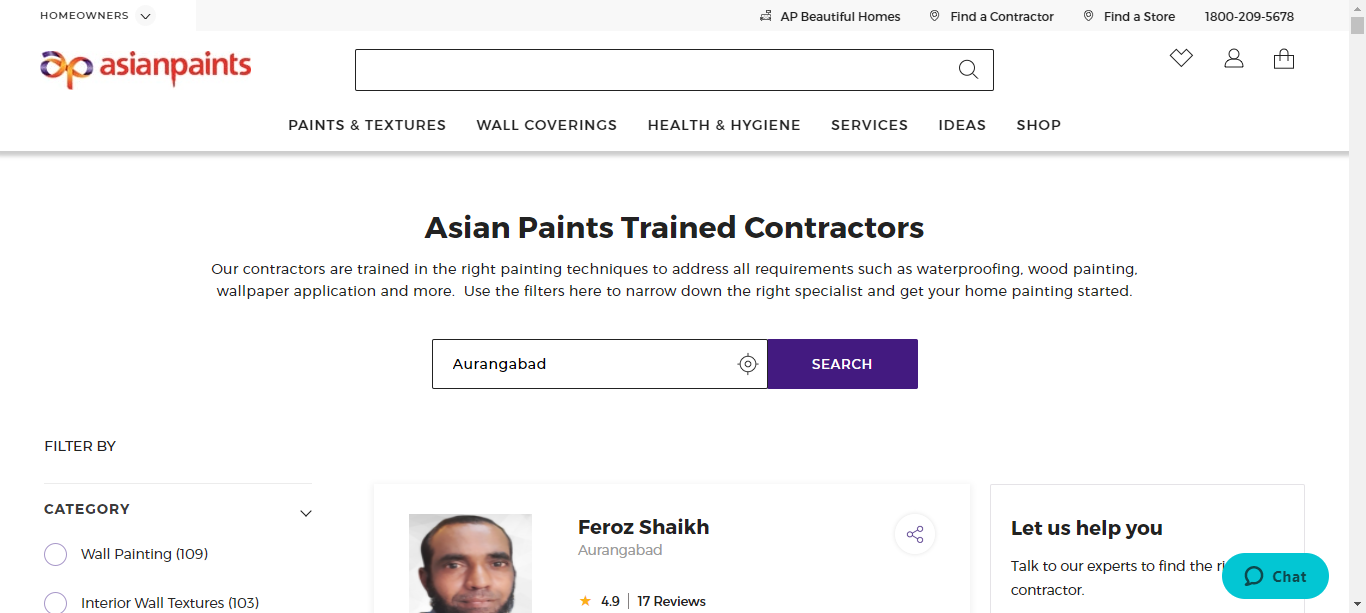 HOMEOWNERS
AP Beautiful Homes
Find a Contractor
Find a Store
1800-209-5678
ap asianpaints
PAINTS & TEXTURES WALL COVERINGS HEALTH & HYGIENE SERVICES IDEAS SHOP
Asian Paints Trained Contractors
Our contractors are trained in the right painting techniques to address all requirements such as waterproofing, wood painting,
wallpaper application and more. Use the filters here to narrow down the right specialist and get your home painting started.
Aurangabad
SEARCH
FILTER BY
CATEGORY
Wall Painting (109)
Interior Wall Textures (103)
Feroz Shaikh
Aurangabad
4.9 | 17 Reviews
Let us help you
Talk to our experts to find the
contractor.
Chat